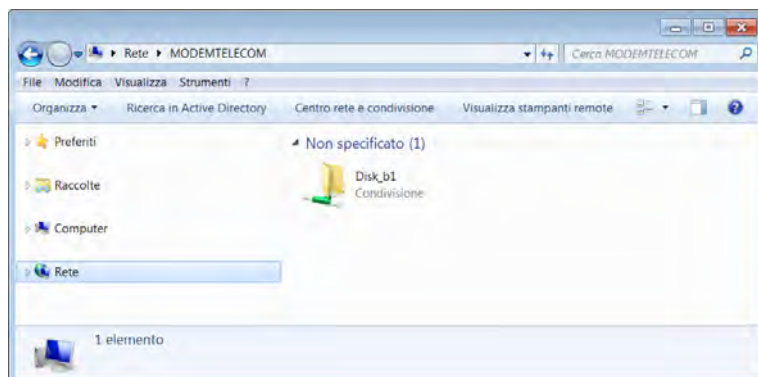 Rete MODEMTELECOM
Cerca MODEMTELECOM
File Modifica Visualizza Strumenti ?
Organizza Ricerca in Active Directory Centro rete e condivisione Visualizza stampanti remote
Preferiti
Raccolte
Computer
Rete
Non specificato (1)
Disk_b1
Condivisione
1 elemento